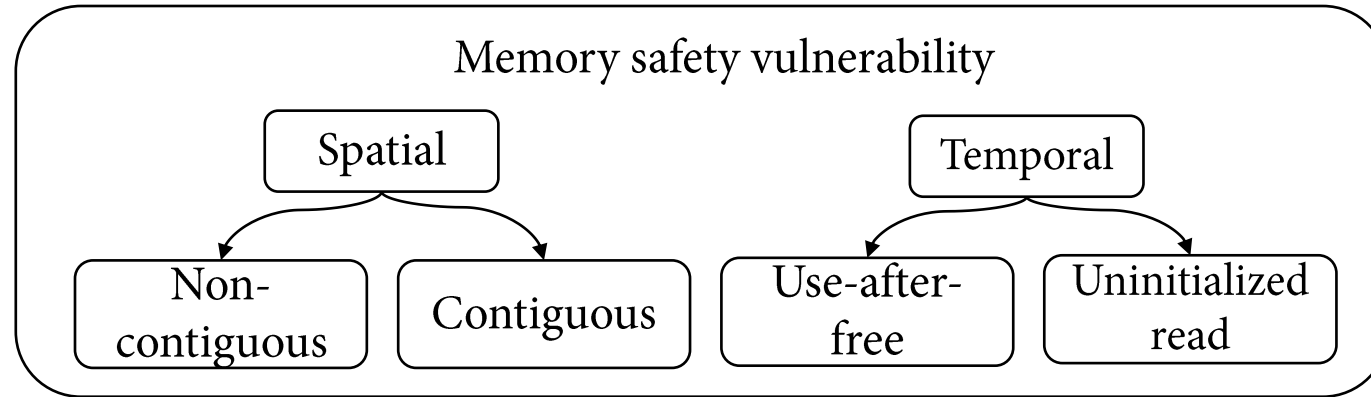 Memory safety vulnerability
Spatial
Temporal
Non-
contiguous
Contiguous
Use-after-
free
Uninitialized
read